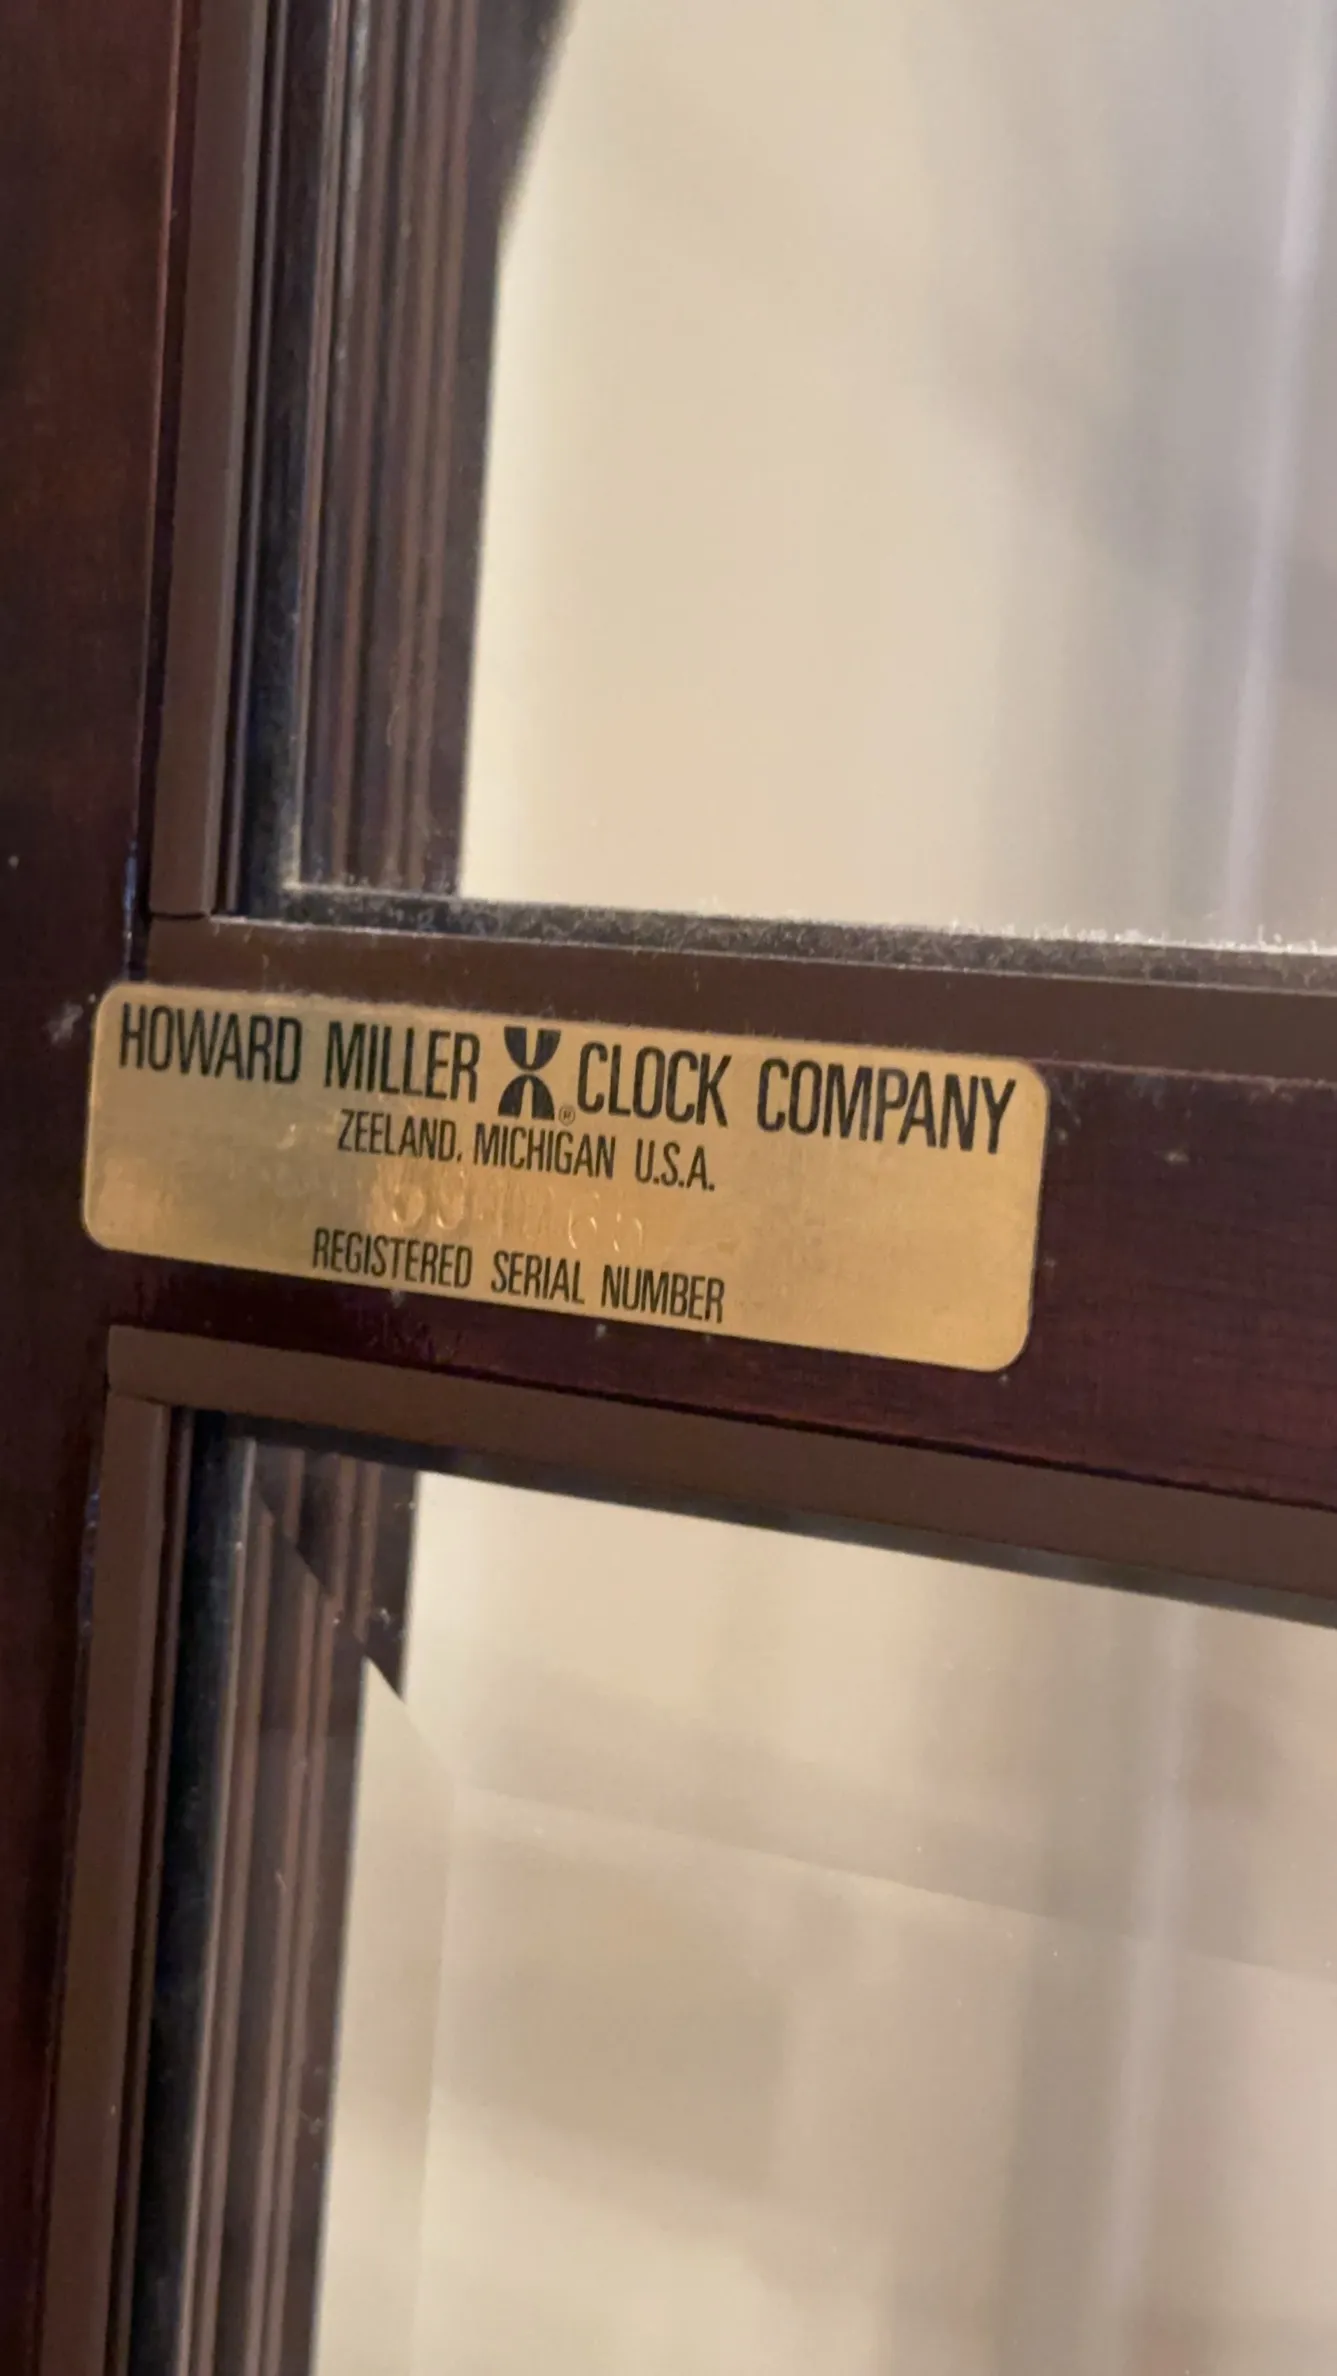 HOWARD MILLER ® CLOCK COMPANY
ZEELAND, MICHIGAN U.S.A.
REGISTERED SERIAL NUMBER